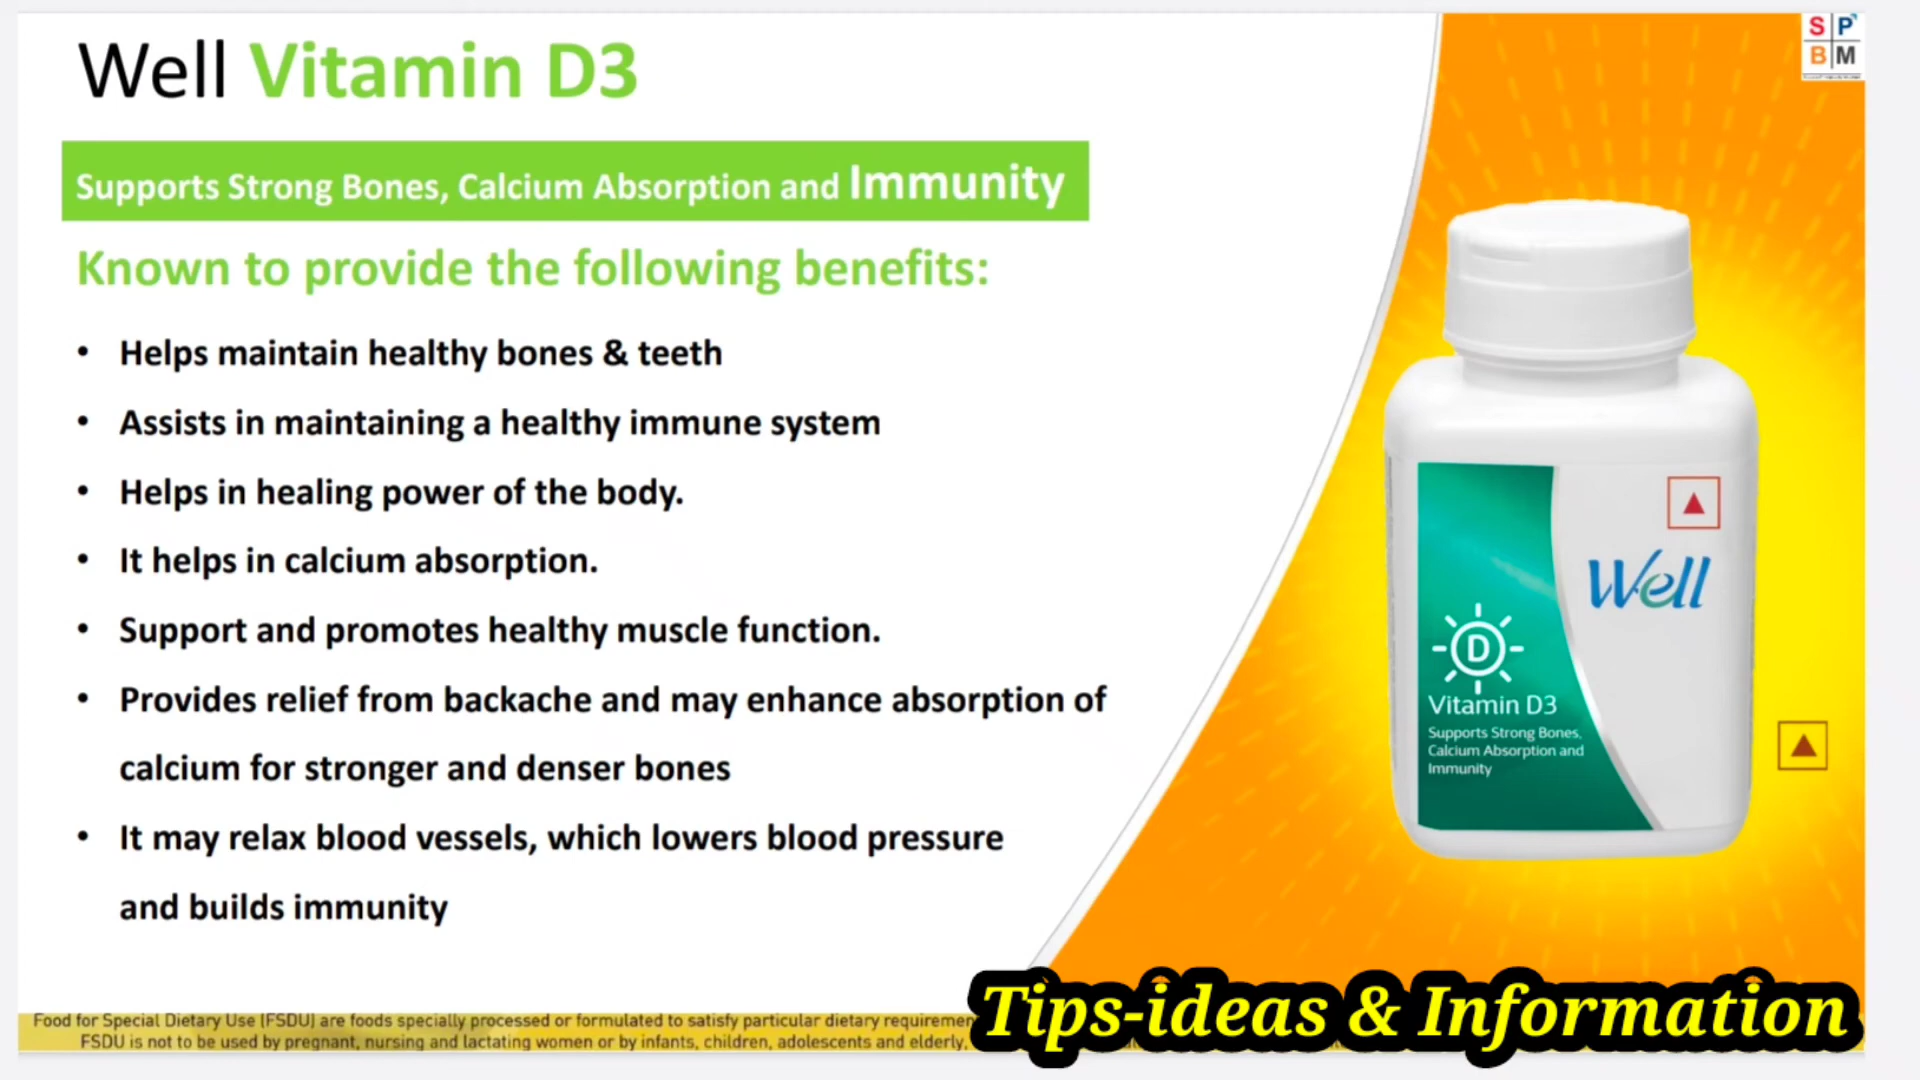 Well Vitamin D3
S P
B M
Supports Strong Bones, Calcium Absorption and Immunity
Known to provide the following benefits:
• Helps maintain healthy bones & teeth
• Assists in maintaining a healthy immune system
• Helps in healing power of the body.
• It helps in calcium absorption.
• Support and promotes healthy muscle function.
• Provides relief from backache and may enhance absorption of
calcium for stronger and denser bones
• It may relax blood vessels, which lowers blood pressure
and builds immunity
Well
D
Vitamin D3
Supports Strong Bones,
Calcium Absorption and
Immunity
Food for Special Dietary Use (FSDU) are foods specially processed or formulated to satisfy particular dietary
FSDU is not to be used by pregnant, nursing and lactating women or by infants, children, adolescents and elderly,
Tips-ideas & Information